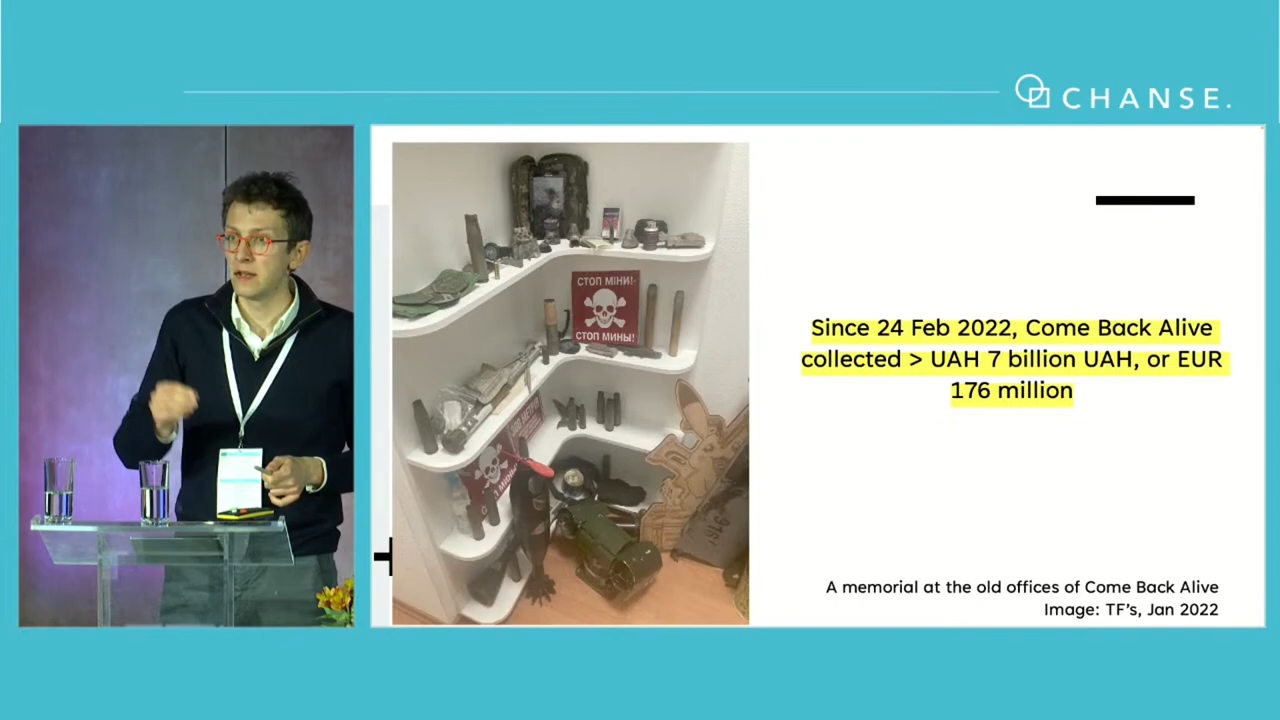 CHANSE.
СТОП МІНИ!
СТОП МИНЫ!
Since 24 Feb 2022, Come Back Alive
collected > UAH 7 billion UAH, or EUR
176 million
A memorial at the old offices of Come Back Alive
Image: TF's, Jan 2022